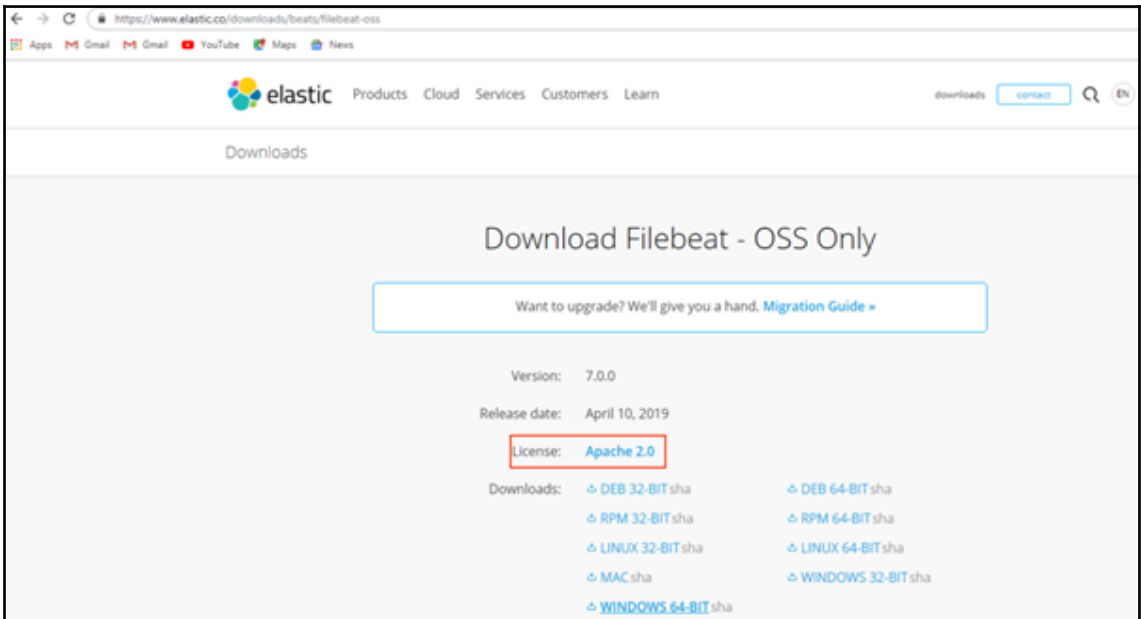 https://www.elastic.co/downloads/beats/filebeat-oss
Apps Gmail Gmail YouTube Maps News
elastic Products Cloud Services Customers Learn downloads contact EN
Downloads
Download Filebeat - OSS Only
Want to upgrade? We'll give you a hand. Migration Guide »
Version: 7.0.0
Release date: April 10, 2019
License: Apache 2.0
Downloads: DEB 32-BIT sha DEB 64-BIT sha
RPM 32-BIT sha RPM 64-BIT sha
LINUX 32-BIT sha LINUX 64-BIT sha
MAC sha WINDOWS 32-BIT sha
WINDOWS 64-BIT sha